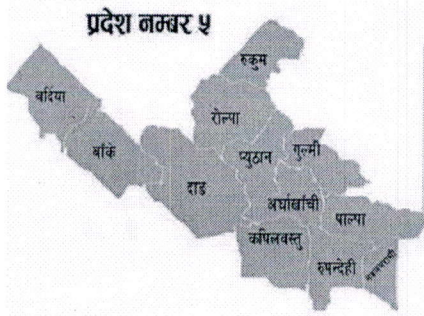 प्रदेश नम्बर ५
रुकुम
बर्दिया
रोल्पा
बाँके
प्युठान
गुल्मी
दाङ
अर्घाखाँची
पाल्पा
कपिलवस्तु
रुपन्देही